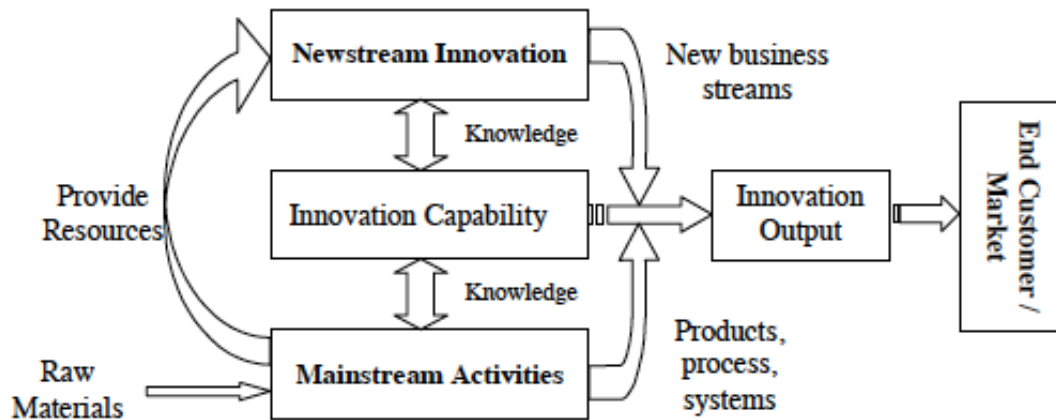 Newstream Innovation
New business
streams
Knowledge
End Customer /
Market
Provide
Resources
Innovation Capability
Innovation
Output
Knowledge
Products,
process,
systems
Raw
Materials
Mainstream Activities